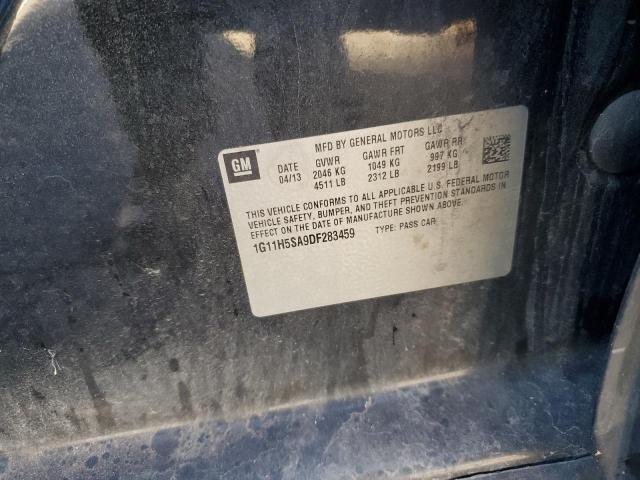 GM
MFD BY GENERAL MOTORS LLC
DATE GVWR GAWR FRT GAWR RR
04/13 2046 KG 1049 KG 997 KG
4511 LB 2312 LB 2199 LB
THIS VEHICLE CONFORMS TO ALL APPLICABLE U.S. FEDERAL MOTOR
VEHICLE SAFETY, BUMPER, AND THEFT PREVENTION STANDARDS IN
EFFECT ON THE DATE OF MANUFACTURE SHOWN ABOVE.
1G11H5SA9DF283459 TYPE: PASS CAR